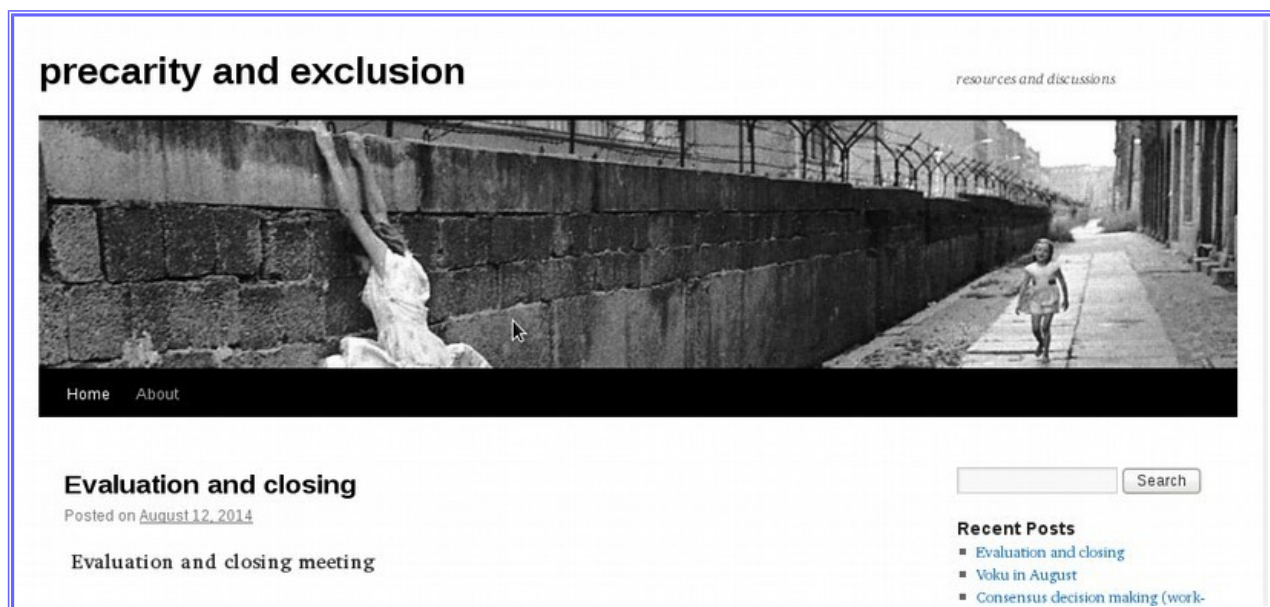 precarity and exclusion
resources and discussions
Home About
Evaluation and closing
Posted on August 12, 2014
Evaluation and closing meeting
Search
Recent Posts
Evaluation and closing
Voku in August
Consensus decision making (work-